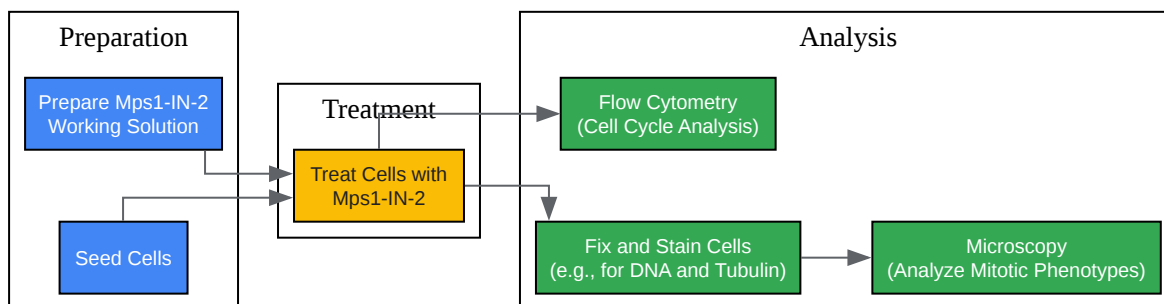 Preparation
Prepare Mps1-IN-2
Working Solution
Seed Cells
Treatment
Treat Cells with
Mps1-IN-2
Analysis
Flow Cytometry
(Cell Cycle Analysis)
Fix and Stain Cells
(e.g., for DNA and Tubulin)
Microscopy
(Analyze Mitotic Phenotypes)